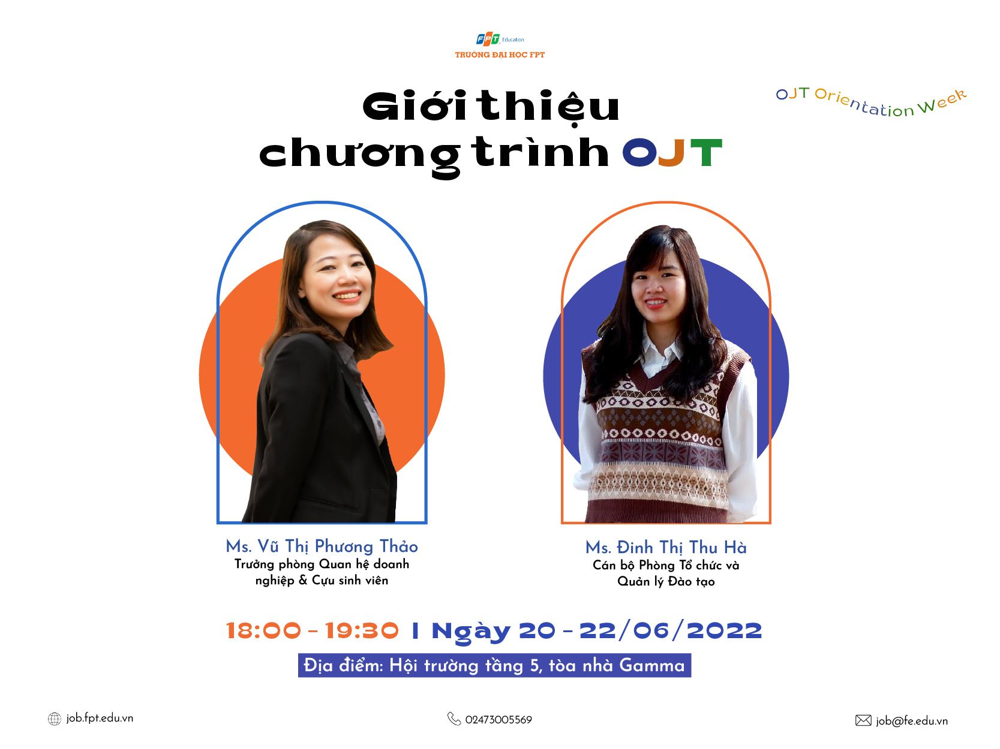 FPT Education
TRƯỜNG ĐẠI HỌC FPT
OJT Orientation Week
Giới thiệu
chương trình OJT
Ms. Vũ Thị Phương Thảo
Trưởng phòng Quan hệ doanh
nghiệp & Cựu sinh viên
Ms. Đinh Thị Thu Hà
Cán bộ Phòng Tổ chức và
Quản lý Đào tạo
18:00 - 19:30 | Ngày 20 - 22/06/2022
Địa điểm: Hội trường tầng 5, tòa nhà Gamma
job.fpt.edu.vn
02473005569
job@fe.edu.vn